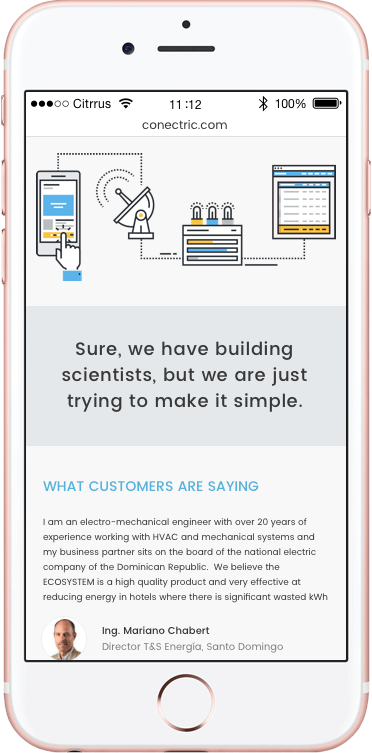 Citrrus 11:12 100%
conectric.com
Sure, we have building
scientists, but we are just
trying to make it simple.
WHAT CUSTOMERS ARE SAYING
I am an electro-mechanical engineer with over 20 years of
experience working with HVAC and mechanical systems and
my business partner sits on the board of the national electric
company of the Dominican Republic. We believe the
ECOSYSTEM is a high quality product and very effective at
reducing energy in hotels where there is significant wasted kWh
Ing. Mariano Chabert
Director T&S Energía, Santo Domingo